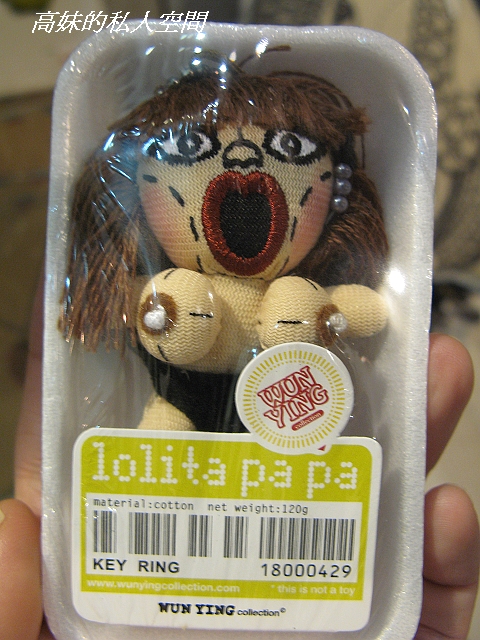 高妹的私人空間
WUN
YING
collection
lolita pa pa
material:cotton net weight:120g
KEY RING 18000429
www.wunyingcollection.com *this is not a toy
WUN YING collection©